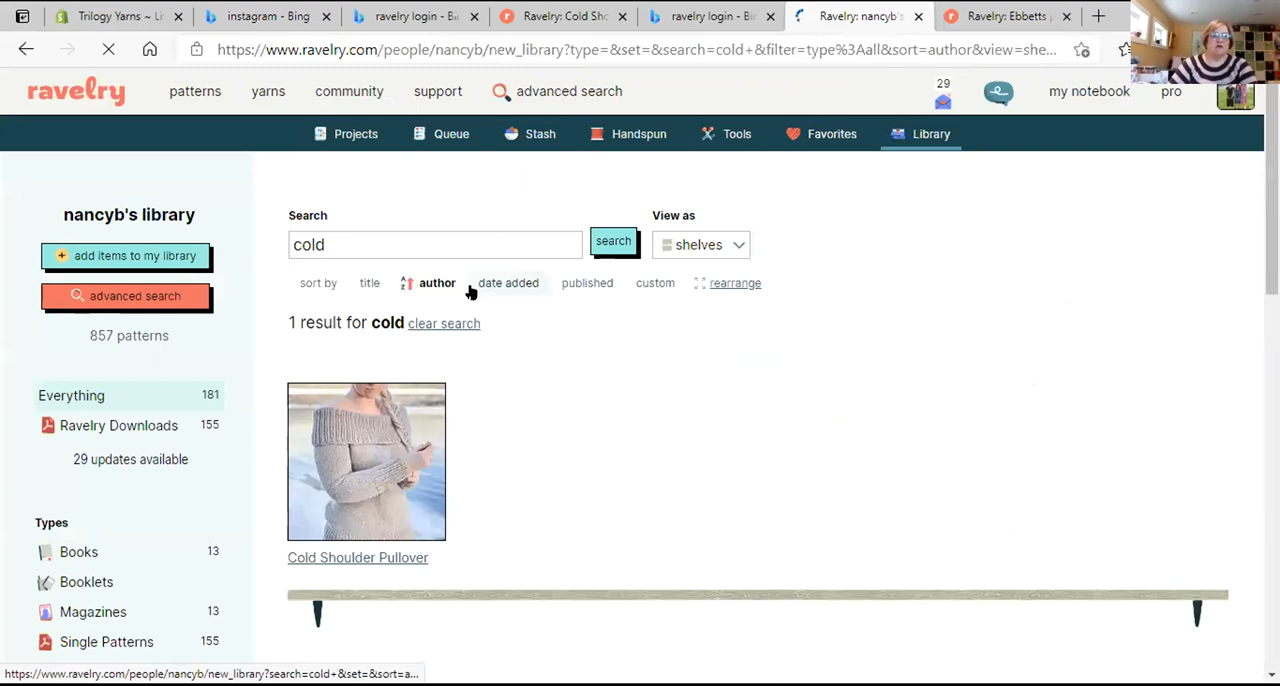 Trilogy Yarns ~ Li
instagram - Bing
ravelry login - Bi
Ravelry: Cold Sho
ravelry login - Bin
Ravelry: nancyb's
Ravelry: Ebbetts
https://www.ravelry.com/people/nancyb/new_library?type=&set=&search=cold+&filter=type%3Aall&sort=author&view=she...
ravelry
patterns
yarns
community
support
advanced search
29
my notebook
pro
Projects
Queue
Stash
Handspun
Tools
Favorites
Library
nancyb's library
add items to my library
advanced search
857 patterns
Everything 181
Ravelry Downloads 155
29 updates available
Types
Books 13
Booklets
Magazines 13
Single Patterns 155
Search
View as
cold
search
shelves
sort by title author date added published custom rearrange
1 result for cold clear search
Cold Shoulder Pullover
https://www.ravelry.com/people/nancyb/new_library?search=cold+&set=&sort=a...